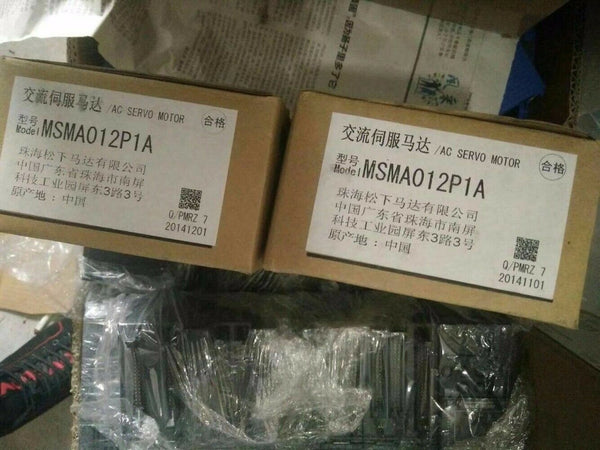 交流伺服马达 /AC SERVO MOTOR
型号
Model MSMA012P1A
合格
珠海松下马达有限公司
中国广东省珠海市南屏
科技工业园屏东3路3号
原产地：中国
Q/PMRZ 7
20141201
交流伺服马达 /AC SERVO MOTOR
型号
Model MSMA012P1A
合格
珠海松下马达有限公司
中国广东省珠海市南屏
科技工业园屏东3路3号
原产地：中国
Q/PMRZ 7
20141101